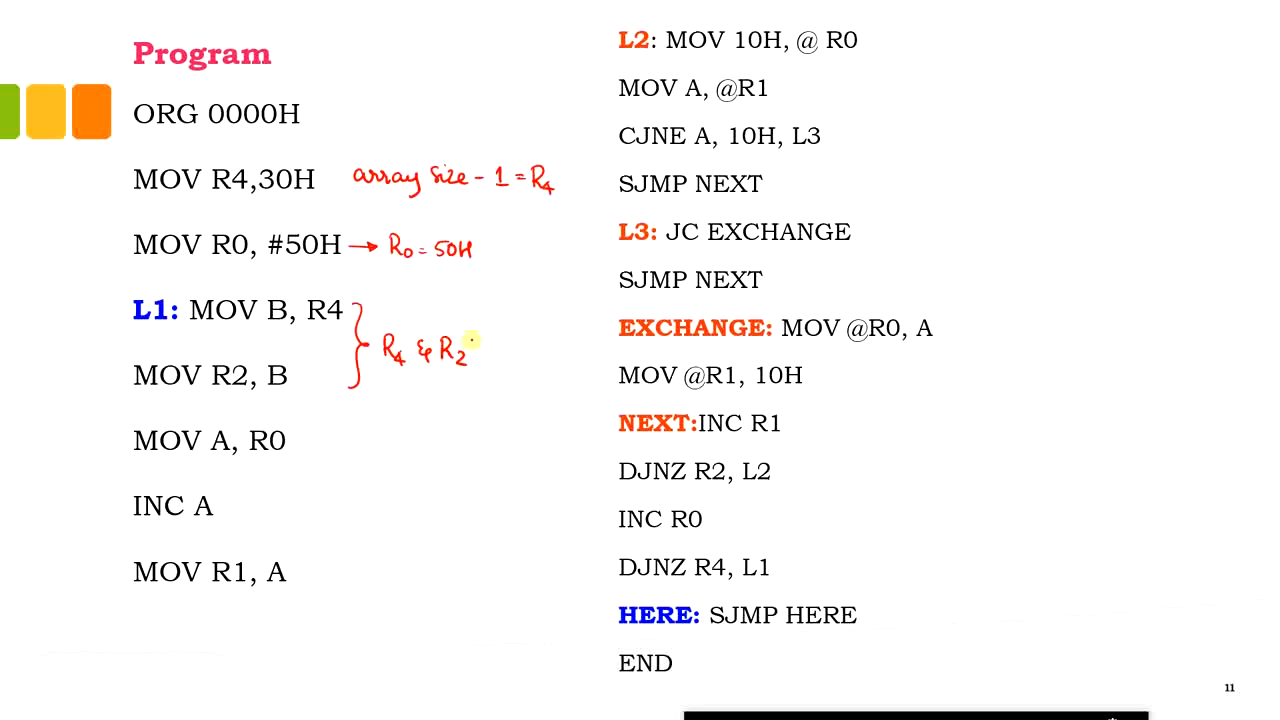 Program
ORG 0000H
MOV R4,30H array size - 1 = R4
MOV R0, #50H → R0 = 50H
L1: MOV B, R4
R4 & R2
MOV R2, B
MOV A, R0
INC A
MOV R1, A
L2: MOV 10H, @ R0
MOV A, @R1
CJNE A, 10H, L3
SJMP NEXT
L3: JC EXCHANGE
SJMP NEXT
EXCHANGE: MOV @R0, A
MOV @R1, 10H
NEXT:INC R1
DJNZ R2, L2
INC R0
DJNZ R4, L1
HERE: SJMP HERE
END
11